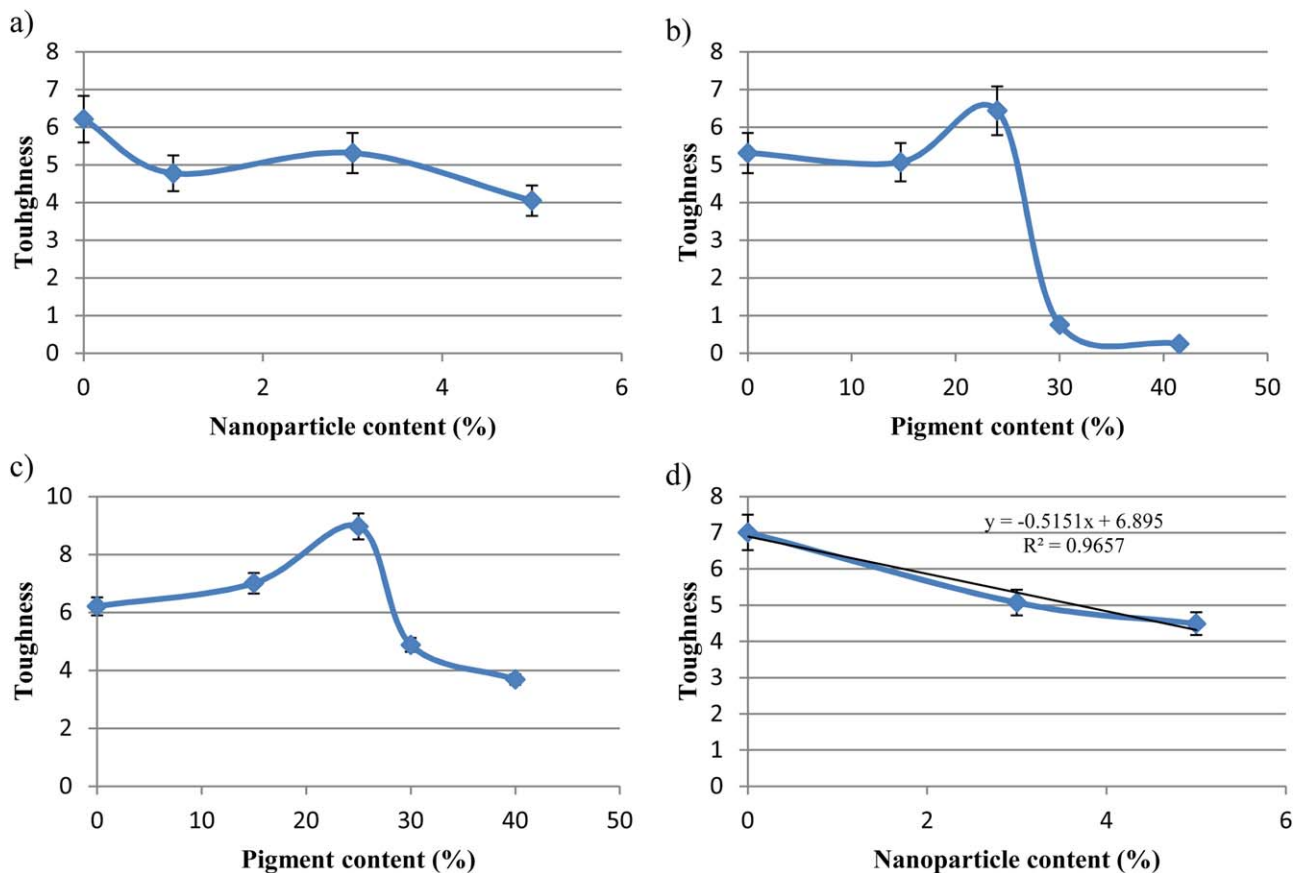 a)
8
7
6
5
4
3
2
1
0
Touhghness
0 2 4 6
Nanoparticle content (%)
b)
8
7
6
5
4
3
2
1
0
Toughness
0 10 20 30 40 50
Pigment content (%)
c)
10
8
6
4
2
0
Toughness
0 10 20 30 40 50
Pigment content (%)
d)
8
7
6
5
4
3
2
1
0
Toughness
y = -0.5151x + 6.895
R² = 0.9657
0 2 4 6
Nanoparticle content (%)